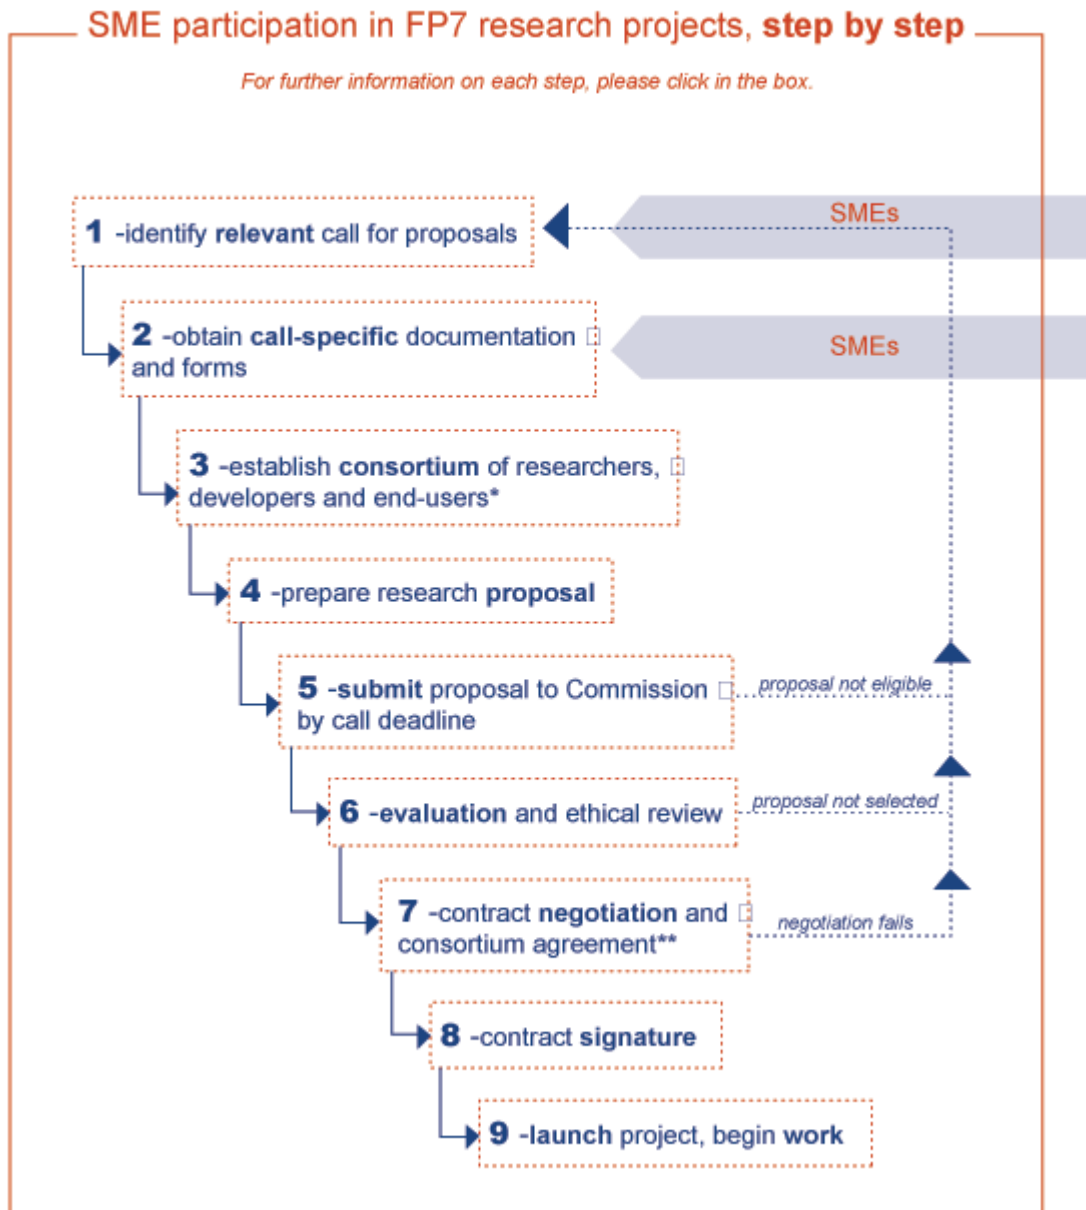 SME participation in FP7 research projects, step by step
For further information on each step, please click in the box.
1 -identify relevant call for proposals
SMEs
2 -obtain call-specific documentation
and forms
SMEs
3 -establish consortium of researchers,
developers and end-users*
4 -prepare research proposal
5 -submit proposal to Commission
by call deadline
proposal not eligible
6 -evaluation and ethical review
proposal not selected
7 -contract negotiation and
consortium agreement**
negotiation fails
8 -contract signature
9 -launch project, begin work